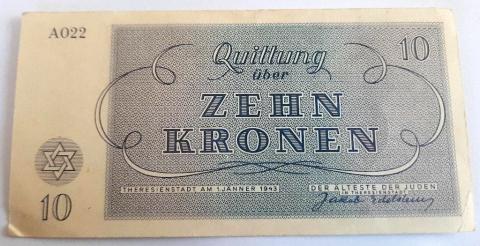 A022
10
Quittung
über
ZEHN
KRONEN
THERESIENSTADT AM 1.JÄNNER 1943
DER ÄLTESTE DER JUDEN
IN THERESIENSTADT
Jakob Edelstein
10